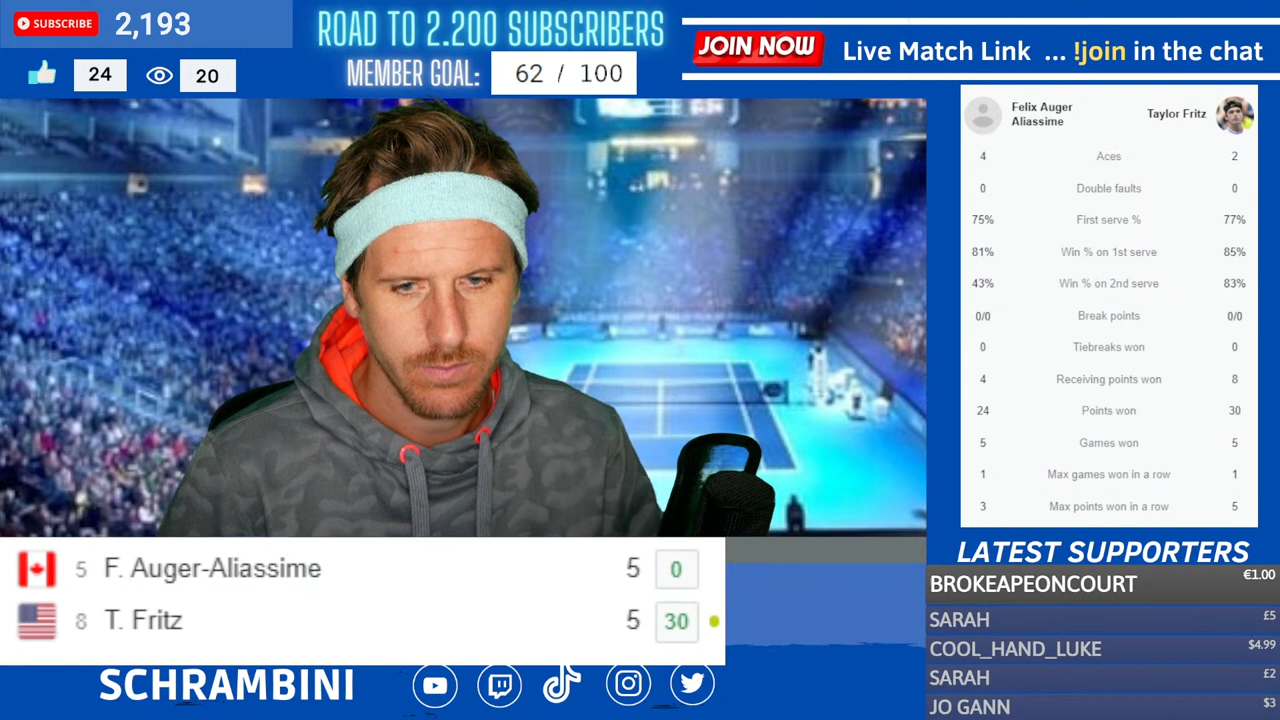 SUBSCRIBE 2,193
24 20
ROAD TO 2.200 SUBSCRIBERS
MEMBER GOAL: 62 / 100
JOIN NOW Live Match Link ... !join in the chat
Felix Auger
Aliassime
Taylor Fritz
4 Aces 2
0 Double faults 0
75% First serve % 77%
81% Win % on 1st serve 85%
43% Win % on 2nd serve 83%
0/0 Break points 0/0
0 Tiebreaks won 0
4 Receiving points won 8
24 Points won 30
5 Games won 5
1 Max games won in a row 1
3 Max points won in a row 5
5 F. Auger-Aliassime 5 0
8 T. Fritz 5 30
SCHRAMBINI
LATEST SUPPORTERS
BROKEAPEONCOURT €1.00
SARAH £5
COOL_HAND_LUKE $4.99
SARAH £2
JO GANN $3